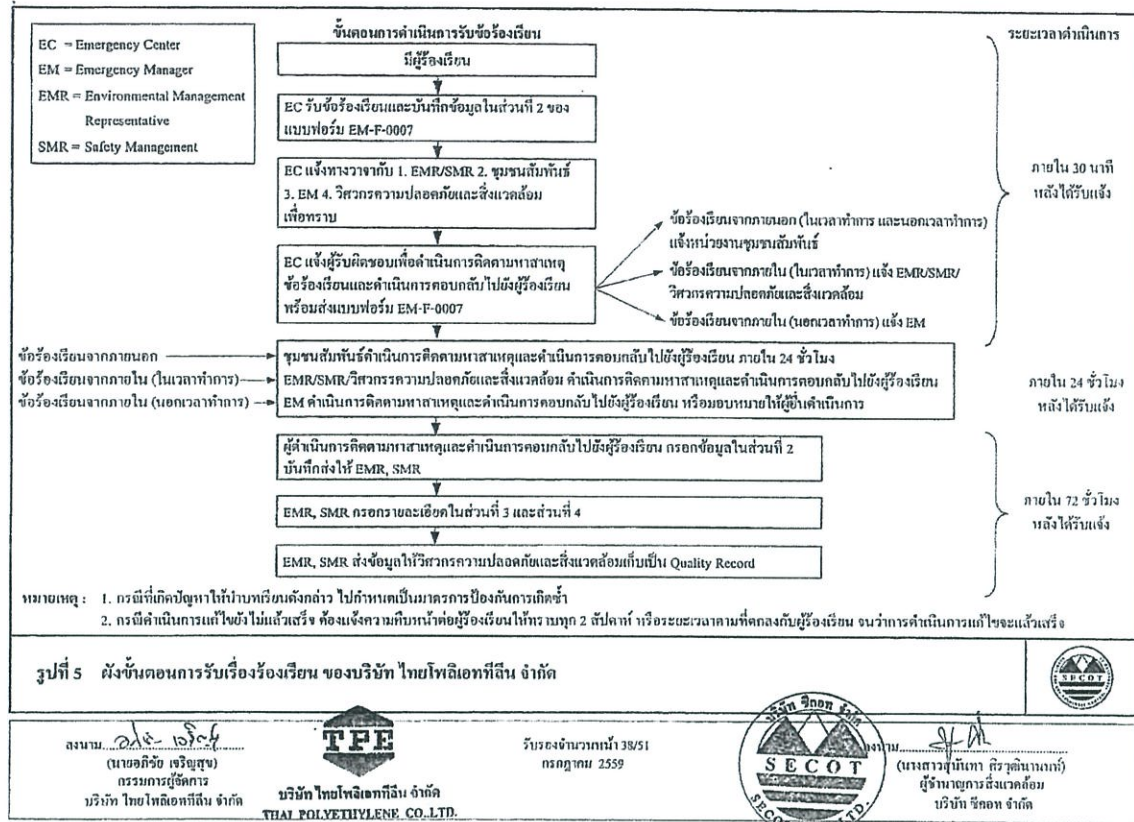 EC = Emergency Center
EM = Emergency Manager
EMR = Environmental Management
Representative
SMR = Safety Management
ขั้นตอนการดำเนินการรับข้อร้องเรียน
ระยะเวลาดำเนินการ
มีผู้ร้องเรียน
EC รับข้อร้องเรียนและบันทึกข้อมูลในส่วนที่ 2 ของ
แบบฟอร์ม EM-F-0007
EC แจ้งทางวาจากับ 1. EMR/SMR 2. ชุมชนสัมพันธ์
3. EM 4. วิศวกรความปลอดภัยและสิ่งแวดล้อม
เพื่อทราบ
ภายใน 30 นาที
หลังได้รับแจ้ง
EC แจ้งผู้รับผิดชอบเพื่อดำเนินการติดตามหาสาเหตุ
ข้อร้องเรียนและดำเนินการตอบกลับไปยังผู้ร้องเรียน
พร้อมส่งแบบฟอร์ม EM-F-0007
ข้อร้องเรียนจากภายนอก (ในเวลาทำการ และนอกเวลาทำการ)
แจ้งหน่วยงานชุมชนสัมพันธ์
ข้อร้องเรียนจากภายใน (ในเวลาทำการ) แจ้ง EMR/SMR/
วิศวกรความปลอดภัยและสิ่งแวดล้อม
ข้อร้องเรียนจากภายใน (นอกเวลาทำการ) แจ้ง EM
ข้อร้องเรียนจากภายนอก
ข้อร้องเรียนจากภายใน (ในเวลาทำการ)
ข้อร้องเรียนจากภายใน (นอกเวลาทำการ)
ชุมชนสัมพันธ์ดำเนินการติดตามหาสาเหตุและดำเนินการตอบกลับไปยังผู้ร้องเรียน ภายใน 24 ชั่วโมง
EMR/SMR/วิศวกรรความปลอดภัยและสิ่งแวดล้อม ดำเนินการติดตามหาสาเหตุและดำเนินการตอบกลับไปยังผู้ร้องเรียน
EM ดำเนินการติดตามหาสาเหตุและดำเนินการตอบกลับไปยังผู้ร้องเรียน หรือมอบหมายให้ผู้อื่นดำเนินการ
ภายใน 24 ชั่วโมง
หลังได้รับแจ้ง
ผู้ดำเนินการติดตามหาสาเหตุและดำเนินการตอบกลับไปยังผู้ร้องเรียน กรอกข้อมูลในส่วนที่ 2
บันทึกส่งให้ EMR, SMR
EMR, SMR กรอกรายละเอียดในส่วนที่ 3 และส่วนที่ 4
EMR, SMR ส่งข้อมูลให้วิศวกรความปลอดภัยและสิ่งแวดล้อมเก็บเป็น Quality Record
ภายใน 72 ชั่วโมง
หลังได้รับแจ้ง
หมายเหตุ : 1. กรณีที่เกิดปัญหาให้นำบทเรียนดังกล่าว ไปกำหนดเป็นมาตรการป้องกันการเกิดซ้ำ
2. กรณีดำเนินการแก้ไขยังไม่แล้วเสร็จ ต้องแจ้งความคืบหน้าต่อผู้ร้องเรียนให้ทราบทุก 2 สัปดาห์ หรือระยะเวลาตามที่ตกลงกับผู้ร้องเรียน จนว่าการดำเนินการแก้ไขจะแล้วเสร็จ
รูปที่ 5 ผังขั้นตอนการรับเรื่องร้องเรียน ของบริษัท ไทยโพลิเอททีลีน จำกัด
SECOT
ลงนาม
(นายอภิชัย เจริญสุข)
กรรมการผู้จัดการ
บริษัท ไทยโพลิเอททีลีน จำกัด
TPE
บริษัท ไทยโพลิเอททีลีน จำกัด
THAI POLYETHYLENE CO.,LTD.
รับรองจำนวนหน้า 38/51
กรกฎาคม 2559
บริษัท ซีคอท จำกัด
SECOT
SECOT CO., LTD.
ลงนาม
(นางสาวสุนันทา ศิรวุฒินานนท์)
ผู้ชำนาญการสิ่งแวดล้อม
บริษัท ซีคอท จำกัด